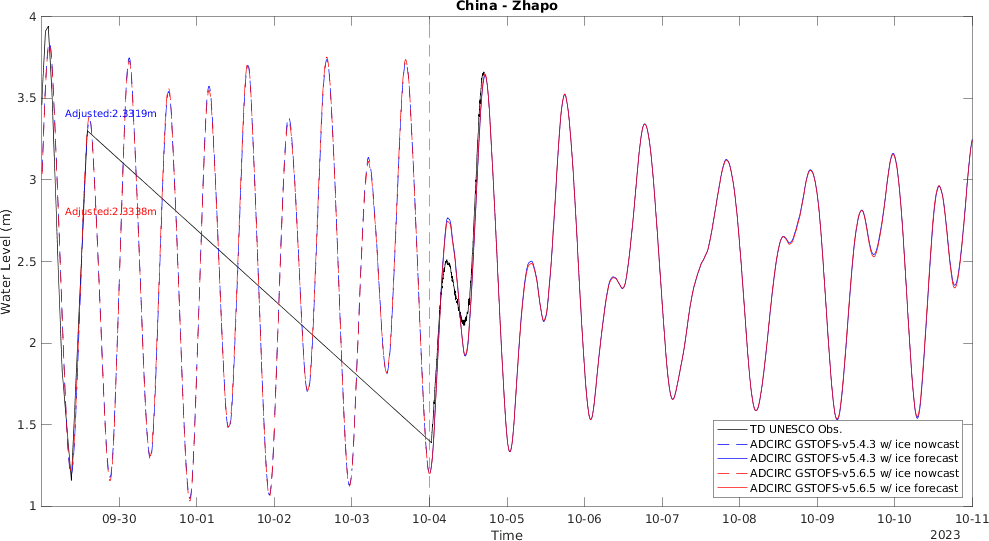 China - Zhapo
4
3.5
3
2.5
2
1.5
1
Water Level (m)
Adjusted:2.3319m
Adjusted:2.3338m
TD UNESCO Obs.
ADCIRC GSTOFS-v5.4.3 w/ ice nowcast
ADCIRC GSTOFS-v5.4.3 w/ ice forecast
ADCIRC GSTOFS-v5.6.5 w/ ice nowcast
ADCIRC GSTOFS-v5.6.5 w/ ice forecast
09-30 10-01 10-02 10-03 10-04 10-05 10-06 10-07 10-08 10-09 10-10 10-11
Time
2023